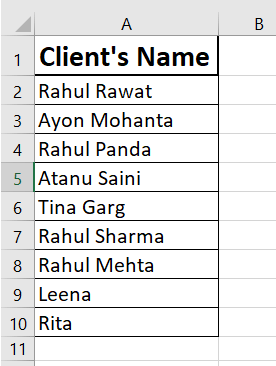 A B
1 Client's Name
2 Rahul Rawat
3 Ayon Mohanta
4 Rahul Panda
5 Atanu Saini
6 Tina Garg
7 Rahul Sharma
8 Rahul Mehta
9 Leena
10 Rita
11